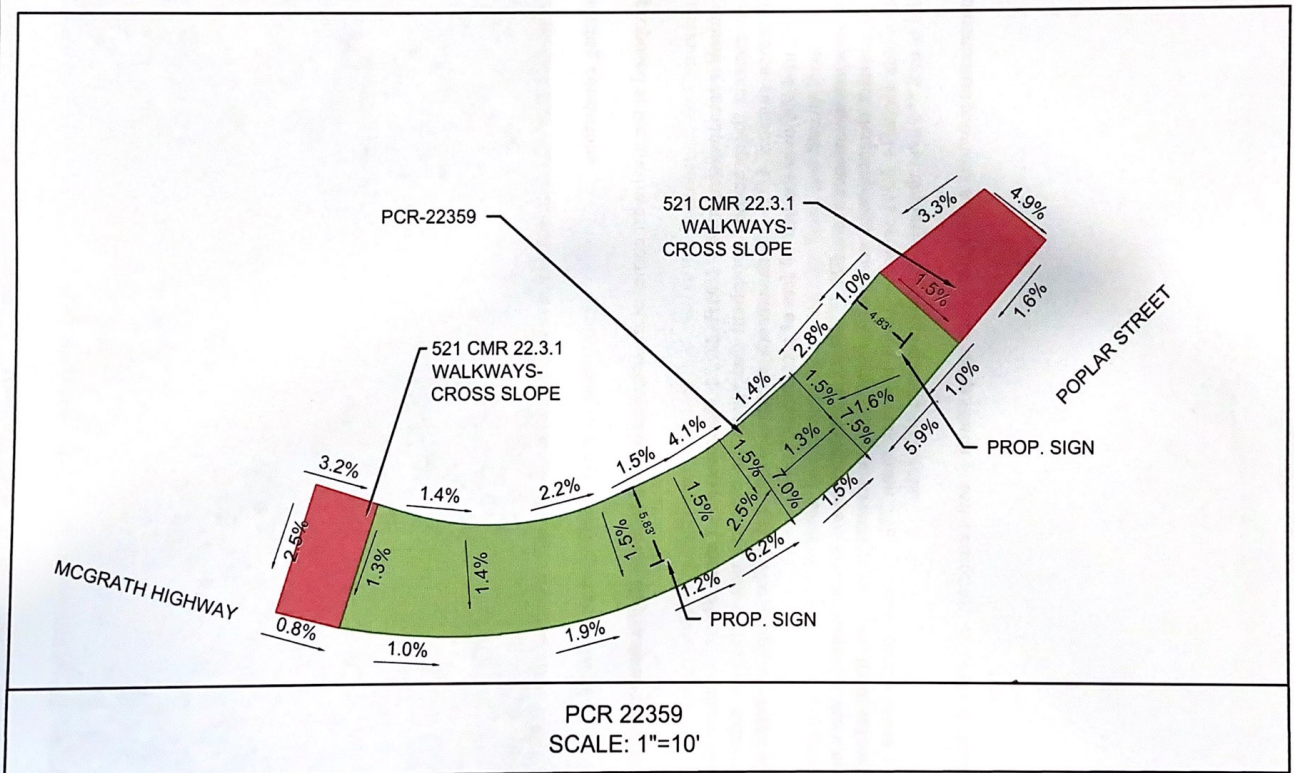 PCR-22359
521 CMR 22.3.1
WALKWAYS-
CROSS SLOPE
3.3%
4.9%
1.5%
1.6%
1.0%
4.83'
2.8%
521 CMR 22.3.1
WALKWAYS-
CROSS SLOPE
1.4%
1.5%
1.6%
7.5%
1.0%
5.9%
POPLAR STREET
PROP. SIGN
4.1%
1.5%
1.5%
1.3%
7.0%
1.5%
3.2%
1.4%
2.2%
1.5%
2.5%
5.83'
1.5%
2.5%
6.2%
1.3%
1.4%
1.2%
MCGRATH HIGHWAY
PROP. SIGN
0.8%
1.0%
1.9%
PCR 22359
SCALE: 1"=10'